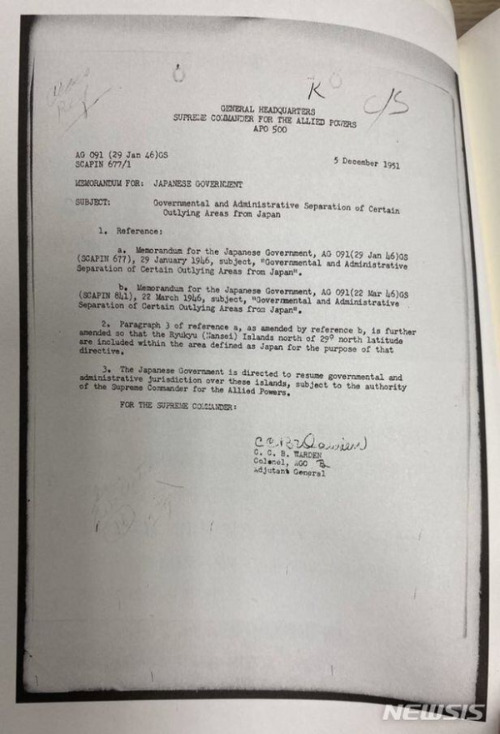 K
C/S
GENERAL HEADQUARTERS
SUPREME COMMANDER FOR THE ALLIED POWERS
APO 500
AG 091 (29 Jan 46)GS
SCAPIN 677/1
5 December 1951
MEMORANDUM FOR: JAPANESE GOVERNMENT
SUBJECT: Governmental and Administrative Separation of Certain
Outlying Areas from Japan
1. Reference:
a. Memorandum for the Japanese Government, AG 091(29 Jan 46)GS
(SCAPIN 677), 29 January 1946, subject, "Governmental and Administrative
Separation of Certain Outlying Areas from Japan".
b. Memorandum for the Japanese Government, AG 091(22 Mar 46)GS
(SCAPIN 841), 22 March 1946, subject, "Governmental and Administrative
Separation of Certain Outlying Areas from Japan".
2. Paragraph 3 of reference a, as amended by reference b, is further
amended so that the Ryukyu (Nansei) Islands north of 29° north latitude
are included within the area defined as Japan for the purpose of that
directive.
3. The Japanese Government is directed to resume governmental and
administrative jurisdiction over these islands, subject to the authority
of the Supreme Commander for the Allied Powers.
FOR THE SUPREME COMMANDER:
C. C. B. WARDEN
Colonel, AGC
Adjutant General
NEWSIS